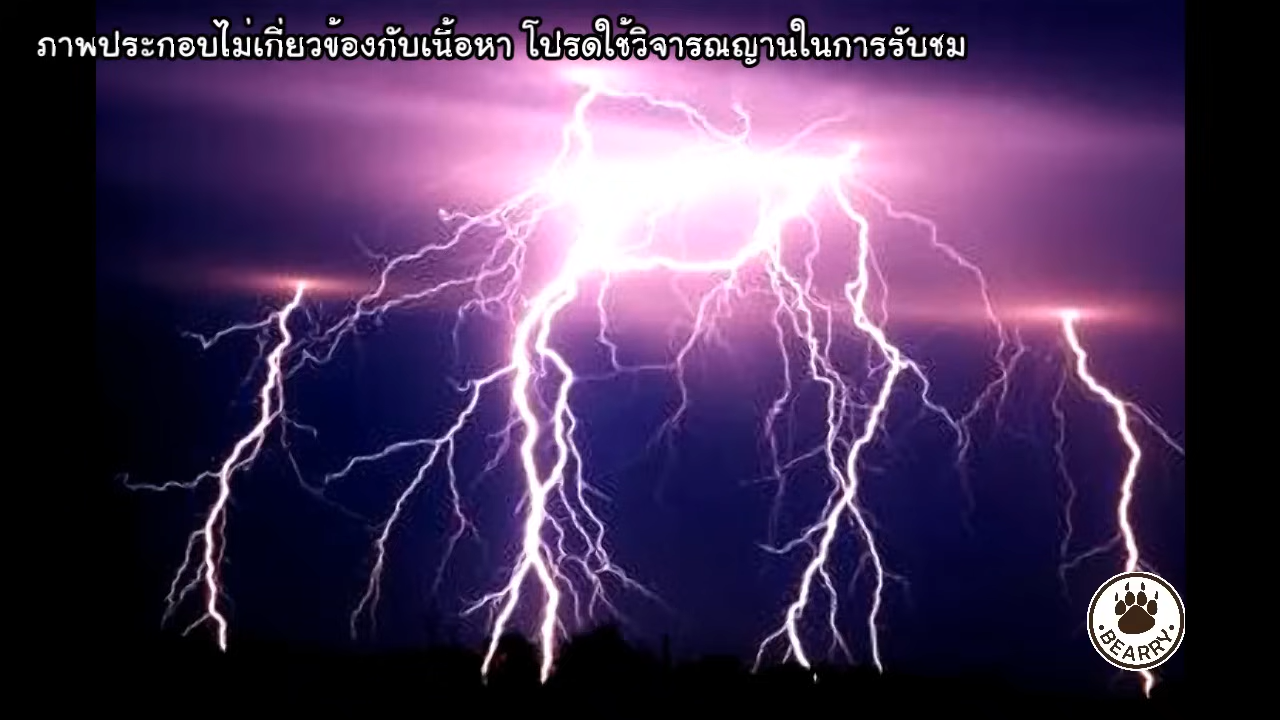 ภาพประกอบไม่เกี่ยวข้องกับเนื้อหา โปรดใช้วิจารณญานในการรับชม
BEARRY